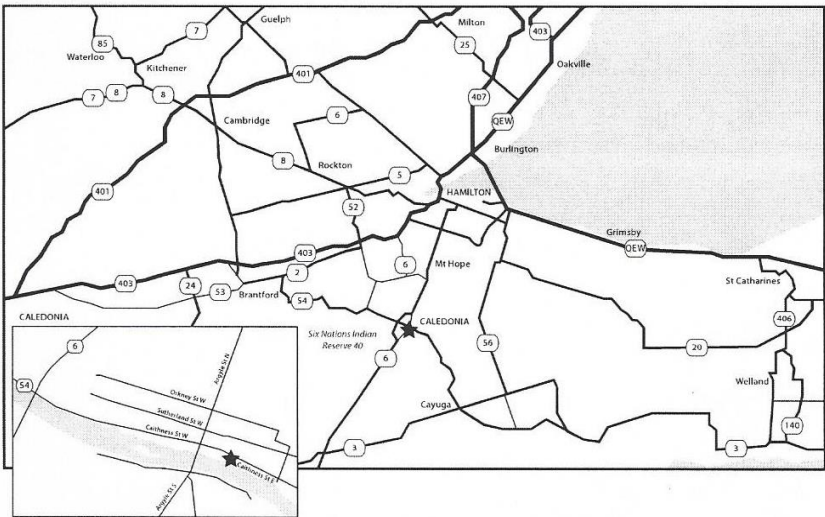 Guelph
Milton
403
85
7
Waterloo
25
Oakville
Kitchener
401
407
7
8
8
QEW
Cambridge
6
Burlington
8
Rockton
5
401
HAMILTON
52
Grimsby
403
QEW
6
Mt Hope
2
403
24
53
Brantford
54
St Catharines
CALEDONIA
Six Nations Indian
Reserve 40
CALEDONIA
406
6
56
20
Welland
Cayuga
140
3
3
6
54
Argyle St N
Orkney St W
Sutherland St W
Caithness St W
Caithness St E
Argyle St S